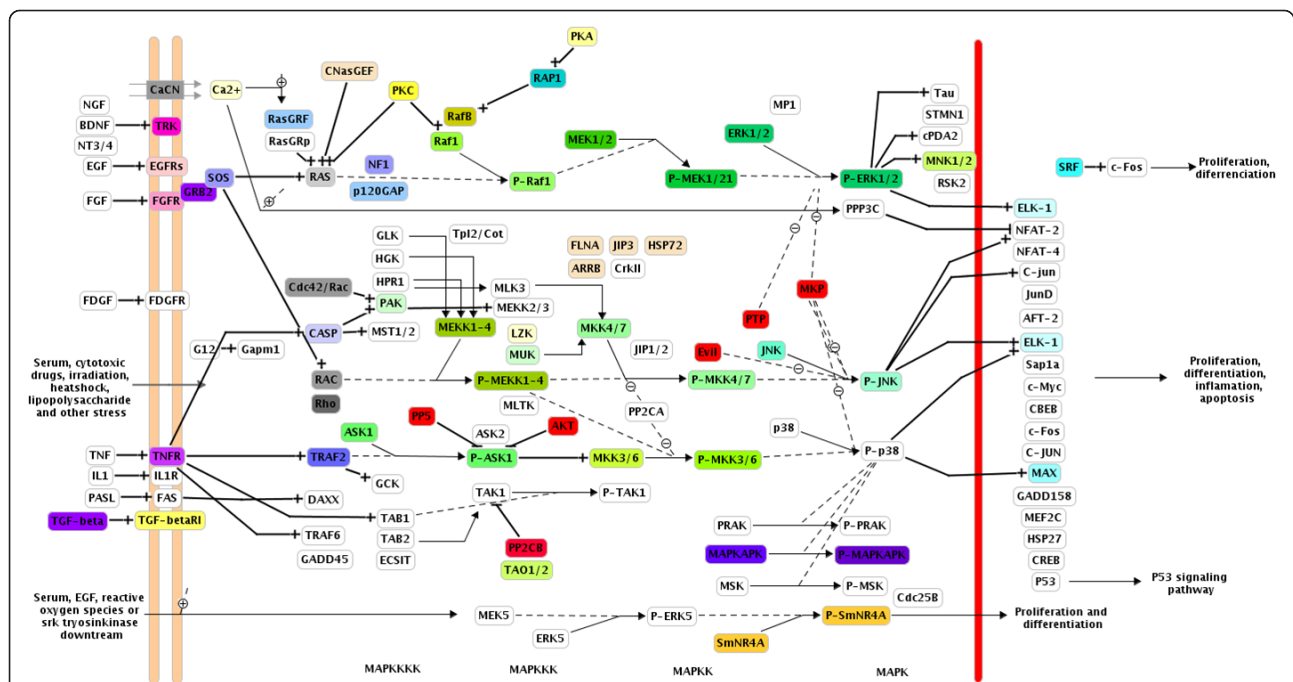 PKA
CNasGEF
RAP1
CaCN
Ca2+
PKC
Tau
NGF
RafB
MP1
STMN1
BDNF
TRK
RasGRF
ERK1/2
cPDA2
NT3/4
RasGRp
Raf1
MEK1/2
MNK1/2
EGF
EGFRs
NF1
SRF
c-Fos
Proliferation,
diferrenciation
SOS
RAS
P-Raf1
P-MEK1/21
P-ERK1/2
RSK2
GRB2
p120GAP
FGF
FGFR
PPP3C
ELK-1
NFAT-2
GLK
Tpl2/Cot
FLNA
JIP3
HSP72
NFAT-4
HGK
ARRB
CrkII
C-jun
Cdc42/Rac
HPR1
MLK3
MKP
JunD
FDGF
FDGFR
PAK
MEKK2/3
AFT-2
CASP
MST1/2
MEKK1-4
LZK
MKK4/7
PTP
ELK-1
G12
Gapm1
MUK
JIP1/2
Evil
JNK
Sap1a
Serum, cytotoxic
drugs, irradiation,
heatshock,
lipopolysaccharide
and other stress
RAC
P-MEKK1-4
P-MKK4/7
P-JNK
c-Myc
Proliferation,
differentiation,
inflamation,
apoptosis
Rho
MLTK
PP2CA
CBEB
ASK1
PP5
ASK2
AKT
p38
c-Fos
TNF
TNFR
TRAF2
P-ASK1
MKK3/6
P-MKK3/6
P-p38
C-JUN
IL1
IL1R
GCK
MAX
PASL
FAS
DAXX
TAK1
P-TAK1
GADD158
TGF-beta
TGF-betaRI
TAB1
PRAK
P-PRAK
MEF2C
TRAF6
TAB2
PP2CB
HSP27
GADD45
ECSIT
TAO1/2
MAPKAPK
P-MAPKAPK
CREB
MSK
P-MSK
P53
P53 signaling
pathway
Cdc25B
Serum, EGF, reactive
oxygen species or
srk tryosinkinase
downtream
MEK5
P-ERK5
P-SmNR4A
Proliferation and
differentiation
ERK5
SmNR4A
MAPKKKK
MAPKKK
MAPKK
MAPK